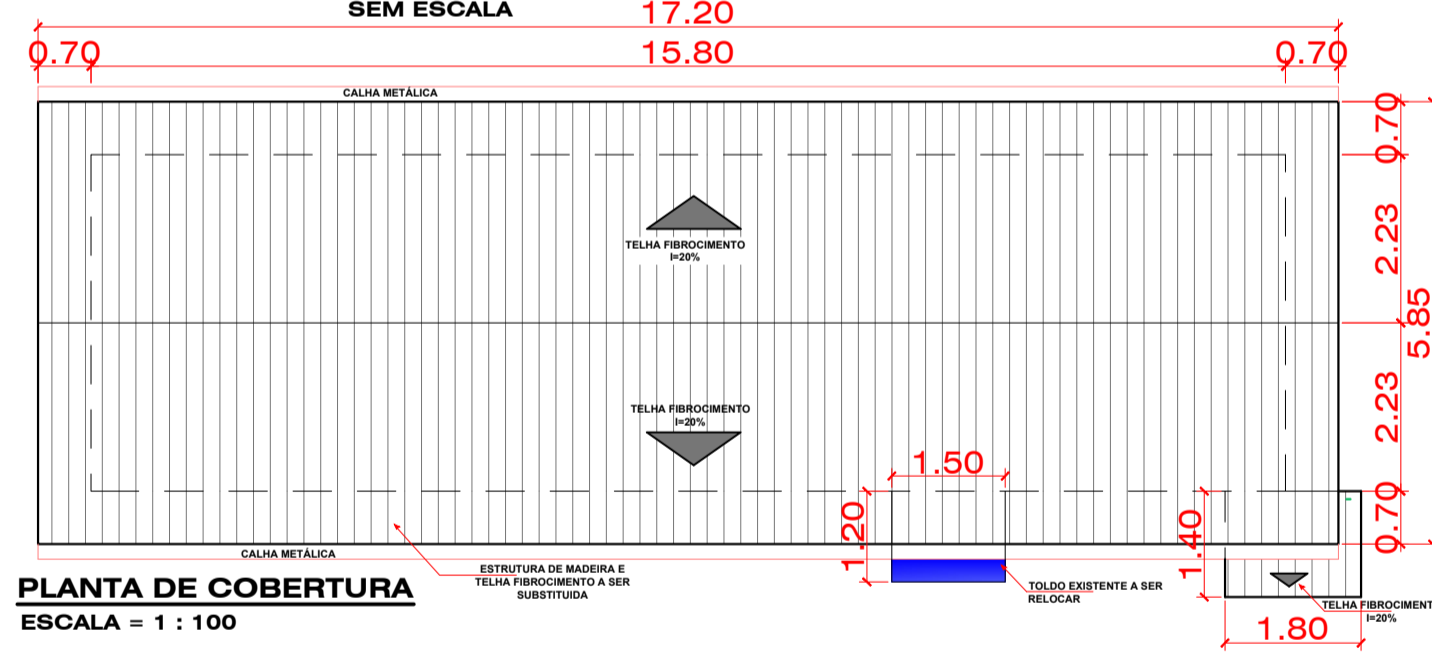 SEM ESCALA
17.20
0.70
15.80
0.70
CALHA METÁLICA
0.70
TELHA FIBROCIMENTO
I=20%
2.23
5.85
TELHA FIBROCIMENTO
I=20%
2.23
1.50
1.20
1.40
0.70
CALHA METÁLICA
ESTRUTURA DE MADEIRA E
TELHA FIBROCIMENTO A SER
SUBSTITUIDA
TOLDO EXISTENTE A SER
RELOCAR
TELHA FIBROCIMENT
I=20%
1.80
PLANTA DE COBERTURA
ESCALA = 1 : 100